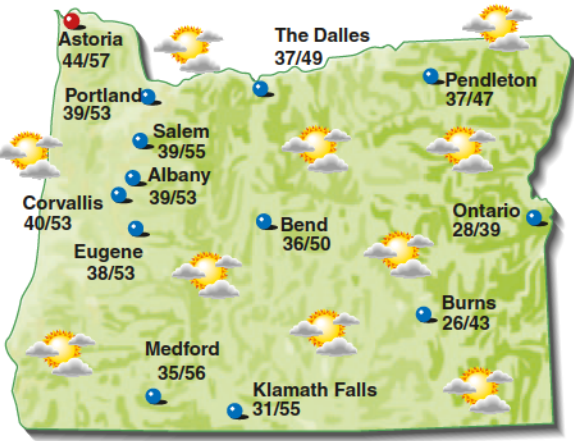 Astoria
44/57
The Dalles
37/49
Pendleton
37/47
Portland
39/53
Salem
39/55
Albany
39/53
Corvallis
40/53
Eugene
38/53
Bend
36/50
Ontario
28/39
Burns
26/43
Medford
35/56
Klamath Falls
31/55